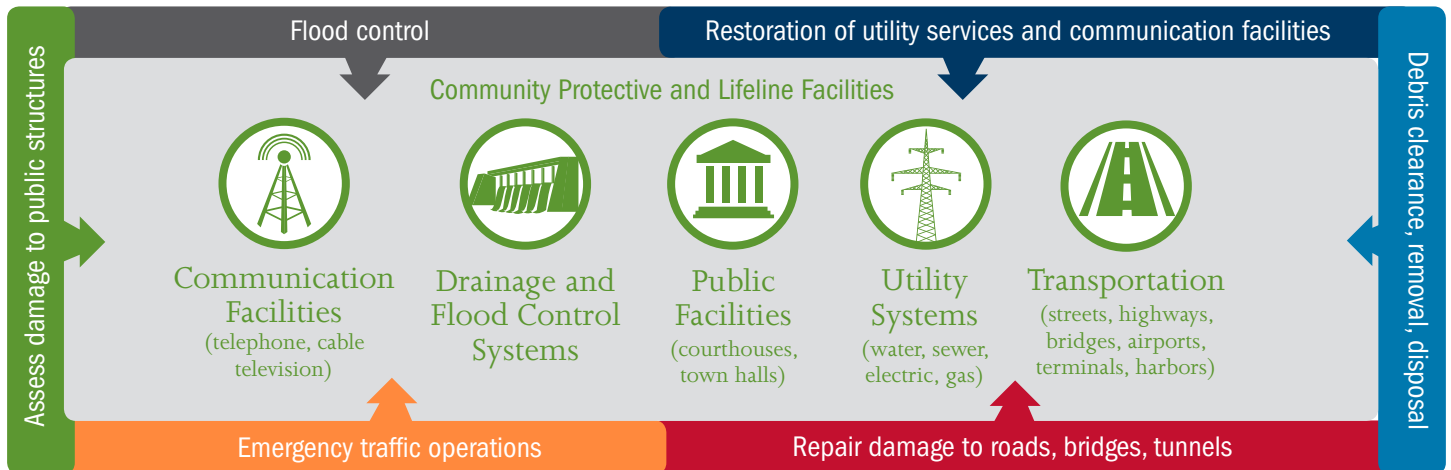 Flood control
Restoration of utility services and communication facilities
Assess damage to public structures
Community Protective and Lifeline Facilities
Communication
Facilities
(telephone, cable
television)
Drainage and
Flood Control
Systems
Public
Facilities
(courthouses,
town halls)
Utility
Systems
(water, sewer,
electric, gas)
Transportation
(streets, highways,
bridges, airports,
terminals, harbors)
Debris clearance, removal, disposal
Emergency traffic operations
Repair damage to roads, bridges, tunnels